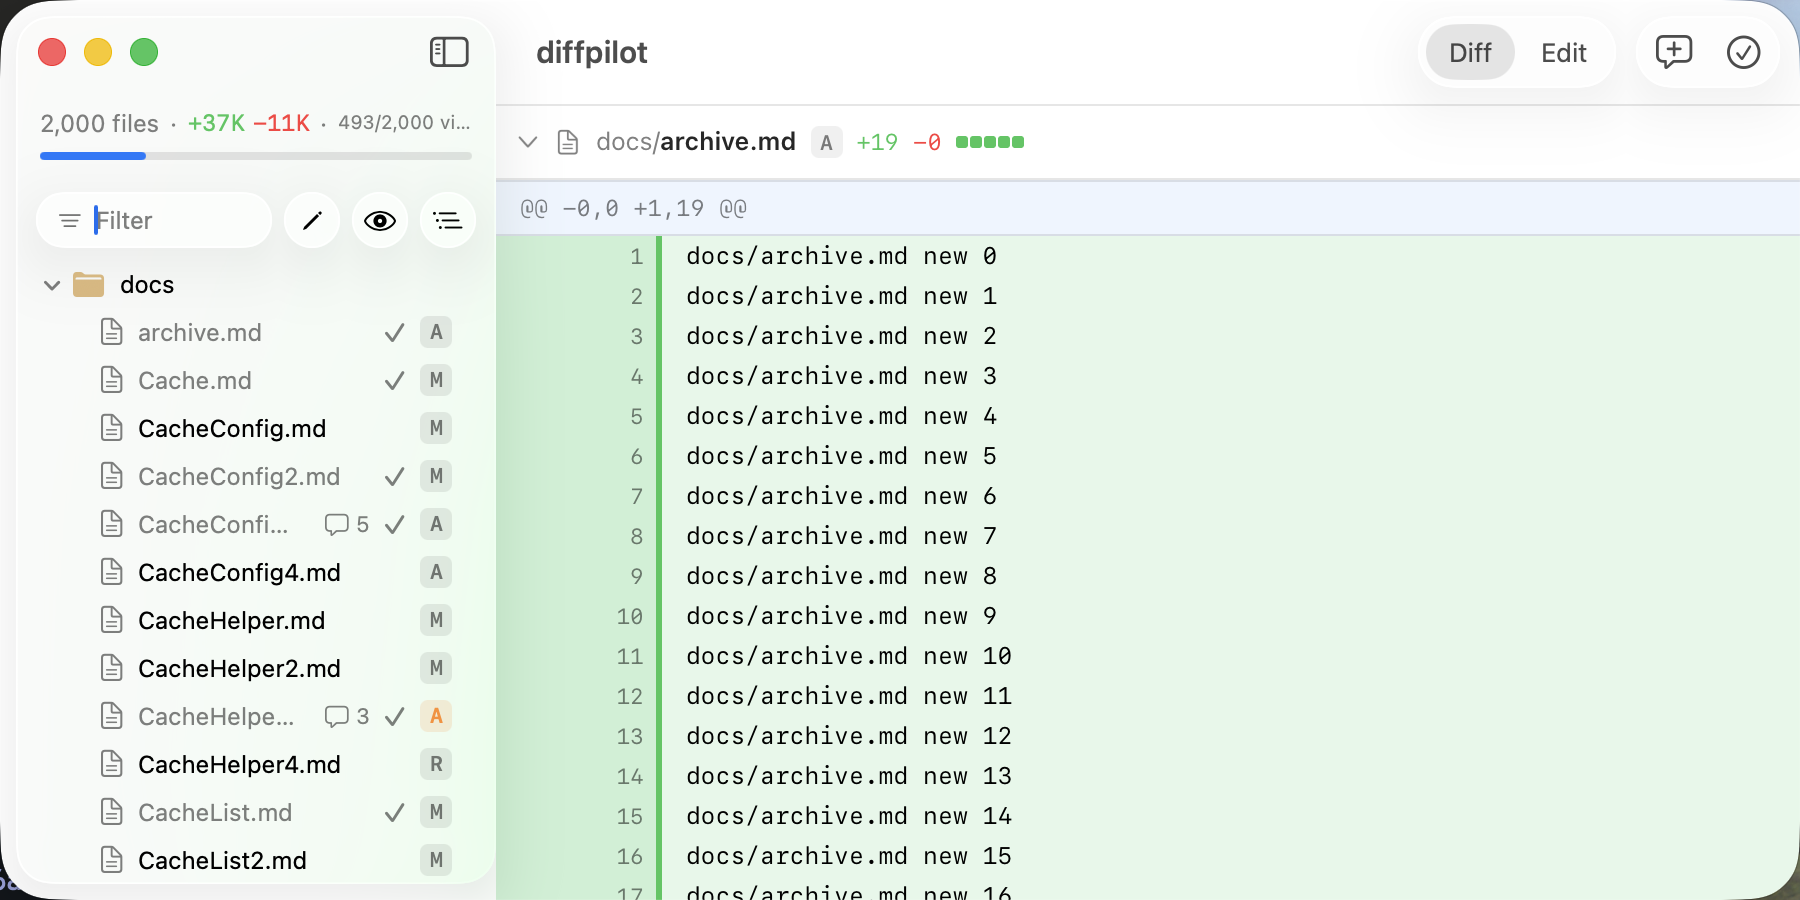 2,000 files · +37K −11K · 493/2,000 vi...
Filter
docs
archive.md A
Cache.md M
CacheConfig.md M
CacheConfig2.md M
CacheConfi... 5 A
CacheConfig4.md A
CacheHelper.md M
CacheHelper2.md M
CacheHelpe... 3 A
CacheHelper4.md R
CacheList.md M
CacheList2.md M
diffpilot
Diff Edit
docs/archive.md A +19 −0
@@ −0,0 +1,19 @@
1 docs/archive.md new 0
2 docs/archive.md new 1
3 docs/archive.md new 2
4 docs/archive.md new 3
5 docs/archive.md new 4
6 docs/archive.md new 5
7 docs/archive.md new 6
8 docs/archive.md new 7
9 docs/archive.md new 8
10 docs/archive.md new 9
11 docs/archive.md new 10
12 docs/archive.md new 11
13 docs/archive.md new 12
14 docs/archive.md new 13
15 docs/archive.md new 14
16 docs/archive.md new 15
17 docs/archive.md new 16